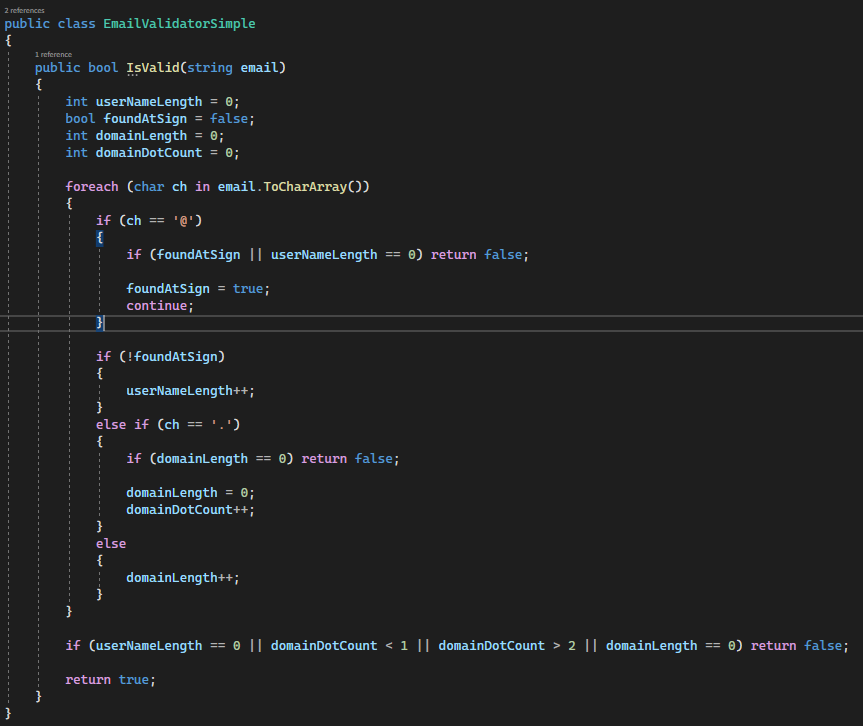 2 references
public class EmailValidatorSimple
{
1 reference
public bool IsValid(string email)
{
int userNameLength = 0;
bool foundAtSign = false;
int domainLength = 0;
int domainDotCount = 0;
foreach (char ch in email.ToCharArray())
{
if (ch == '@')
{
if (foundAtSign || userNameLength == 0) return false;
foundAtSign = true;
continue;
}
if (!foundAtSign)
{
userNameLength++;
}
else if (ch == '.')
{
if (domainLength == 0) return false;
domainLength = 0;
domainDotCount++;
}
else
{
domainLength++;
}
}
if (userNameLength == 0 || domainDotCount < 1 || domainDotCount > 2 || domainLength == 0) return false;
return true;
}
}